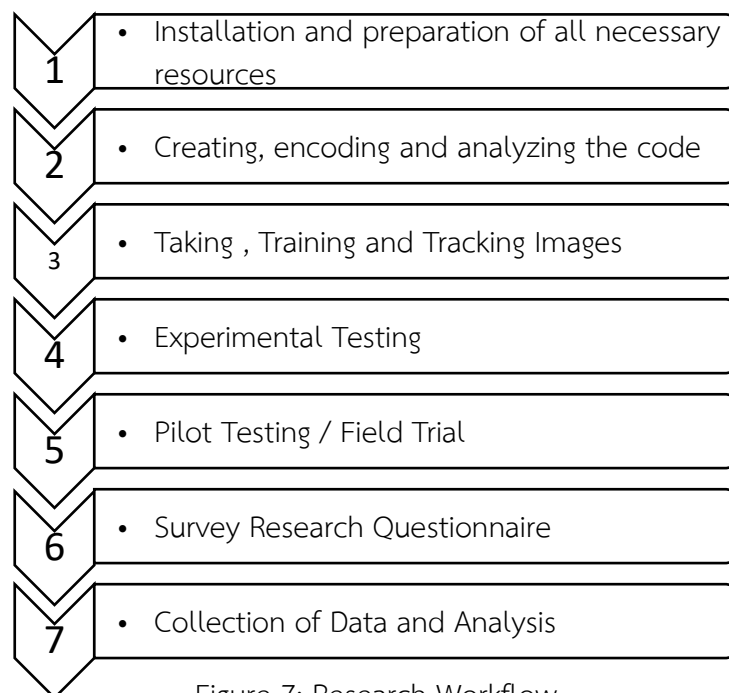 1
• Installation and preparation of all necessary
resources
2
• Creating, encoding and analyzing the code
3
• Taking , Training and Tracking Images
4
• Experimental Testing
5
• Pilot Testing / Field Trial
6
• Survey Research Questionnaire
7
• Collection of Data and Analysis
Figure 7: Research Workflow